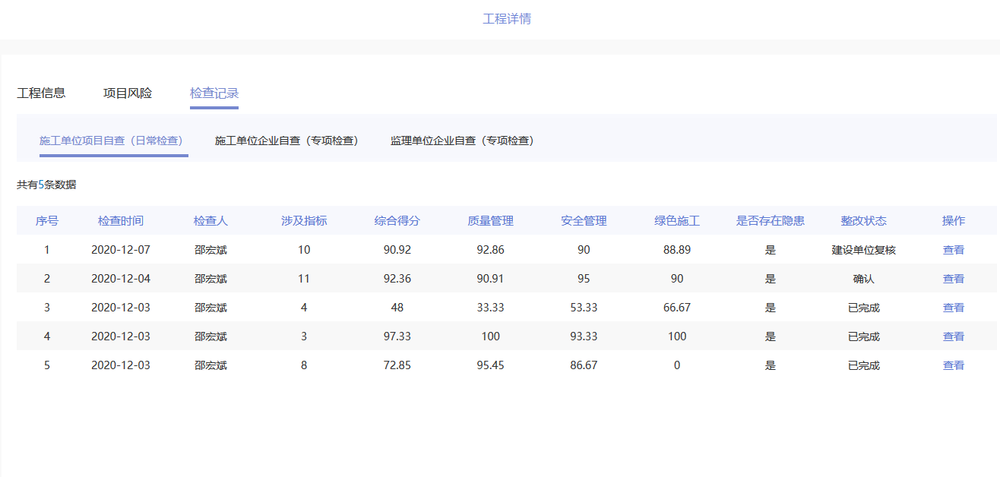 工程详情
工程信息 项目风险 检查记录
施工单位项目自查（日常检查） 施工单位企业自查（专项检查） 监理单位企业自查（专项检查）
共有5条数据
序号 检查时间 检查人 涉及指标 综合得分 质量管理 安全管理 绿色施工 是否存在隐患 整改状态 操作
1 2020-12-07 邵宏斌 10 90.92 92.86 90 88.89 是 建设单位复核 查看
2 2020-12-04 邵宏斌 11 92.36 90.91 95 90 是 确认 查看
3 2020-12-03 邵宏斌 4 48 33.33 53.33 66.67 是 已完成 查看
4 2020-12-03 邵宏斌 3 97.33 100 93.33 100 是 已完成 查看
5 2020-12-03 邵宏斌 8 72.85 95.45 86.67 0 是 已完成 查看